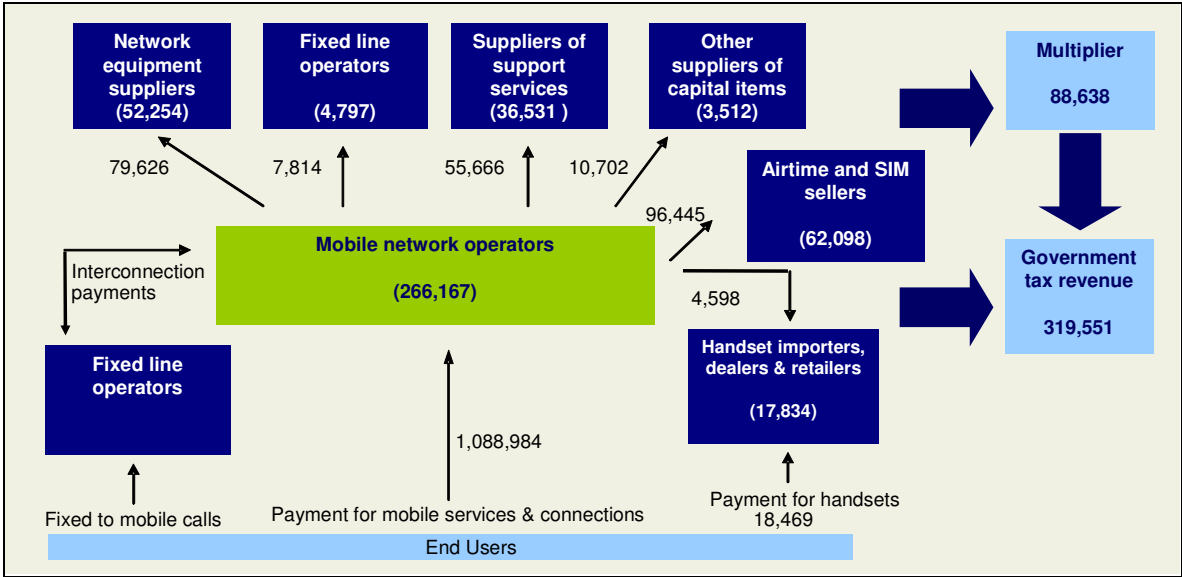 Network
equipment
suppliers
(52,254)
Fixed line
operators
(4,797)
Suppliers of
support
services
(36,531 )
Other
suppliers of
capital items
(3,512)
Multiplier
88,638
79,626
7,814
55,666
10,702
Airtime and SIM
sellers
(62,098)
96,445
Mobile network operators
(266,167)
Interconnection
payments
4,598
Government
tax revenue
319,551
Fixed line
operators
Handset importers,
dealers & retailers
(17,834)
1,088,984
Fixed to mobile calls
Payment for mobile services & connections
Payment for handsets
18,469
End Users